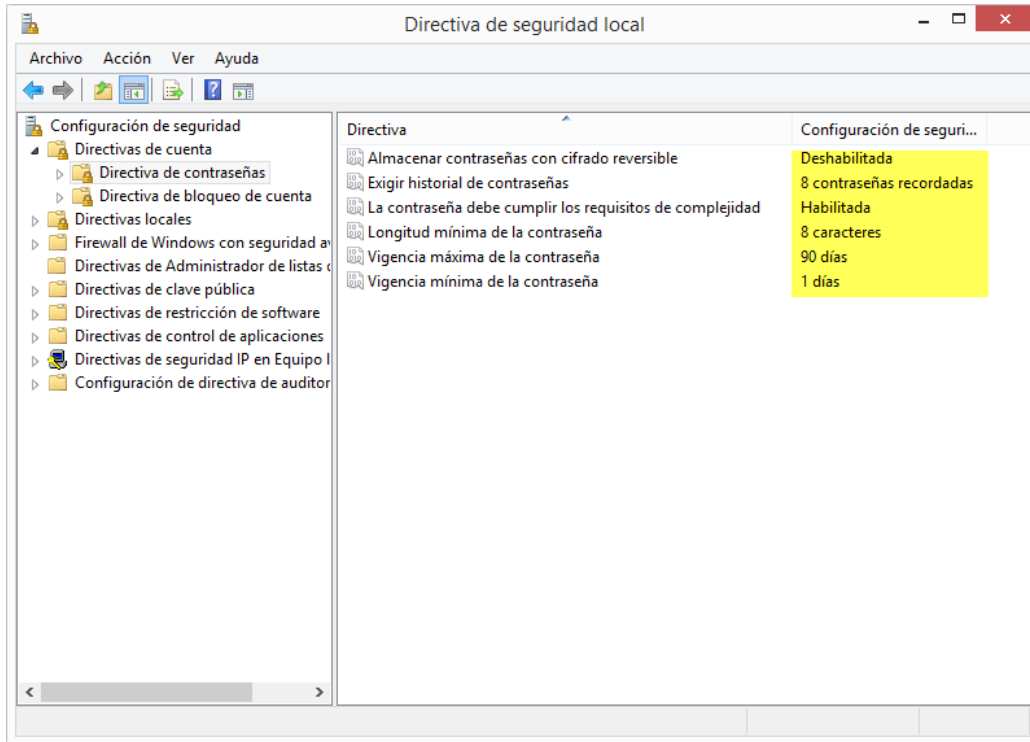 Directiva de seguridad local
Archivo Acción Ver Ayuda
Configuración de seguridad
Directivas de cuenta
Directiva de contraseñas
Directiva de bloqueo de cuenta
Directivas locales
Firewall de Windows con seguridad av
Directivas de Administrador de listas d
Directivas de clave pública
Directivas de restricción de software
Directivas de control de aplicaciones
Directivas de seguridad IP en Equipo l
Configuración de directiva de auditor
Directiva Configuración de seguri...
Almacenar contraseñas con cifrado reversible Deshabilitada
Exigir historial de contraseñas 8 contraseñas recordadas
La contraseña debe cumplir los requisitos de complejidad Habilitada
Longitud mínima de la contraseña 8 caracteres
Vigencia máxima de la contraseña 90 días
Vigencia mínima de la contraseña 1 días